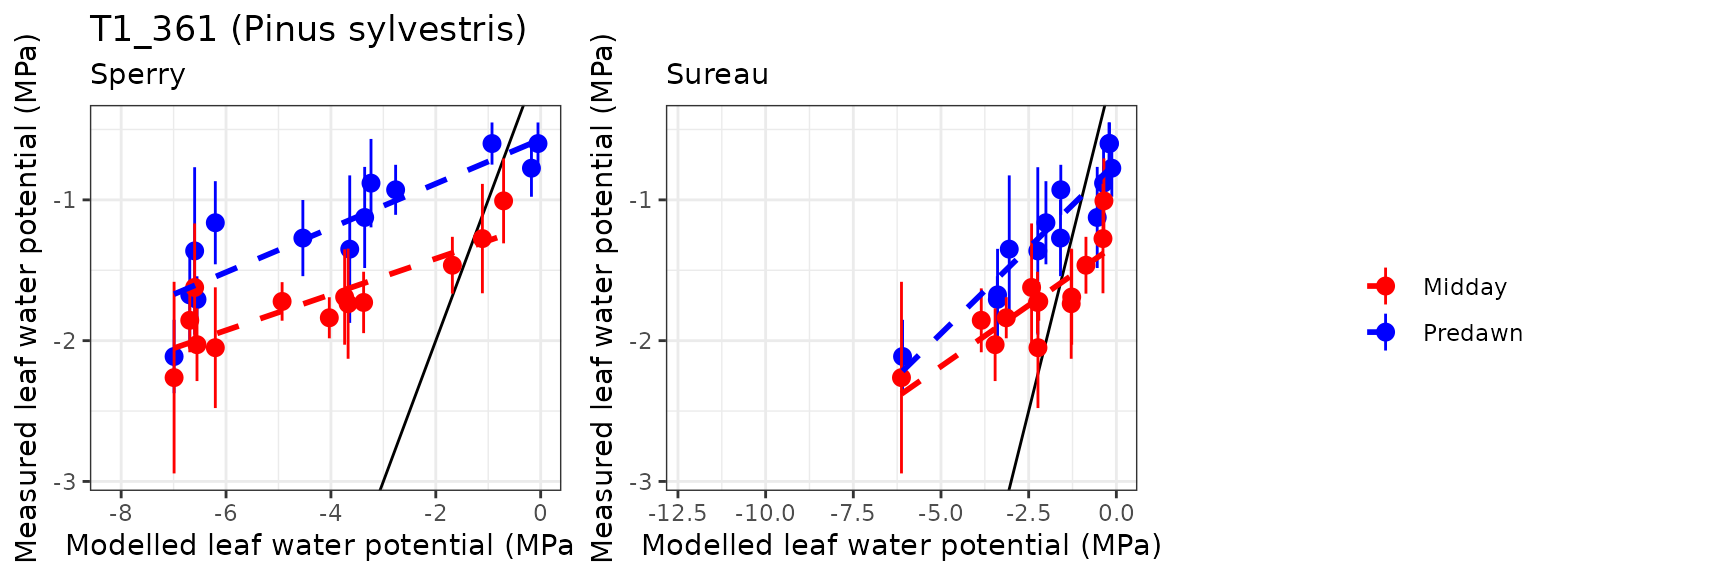 T1_361 (Pinus sylvestris)
Sperry
Measured leaf water potential (MPa)
-1
-2
-3
-8
-6
-4
-2
0
Modelled leaf water potential (MPa
Sureau
Measured leaf water potential (MPa)
-1
-2
-3
-12.5
-10.0
-7.5
-5.0
-2.5
0.0
Modelled leaf water potential (MPa)
Midday
Predawn